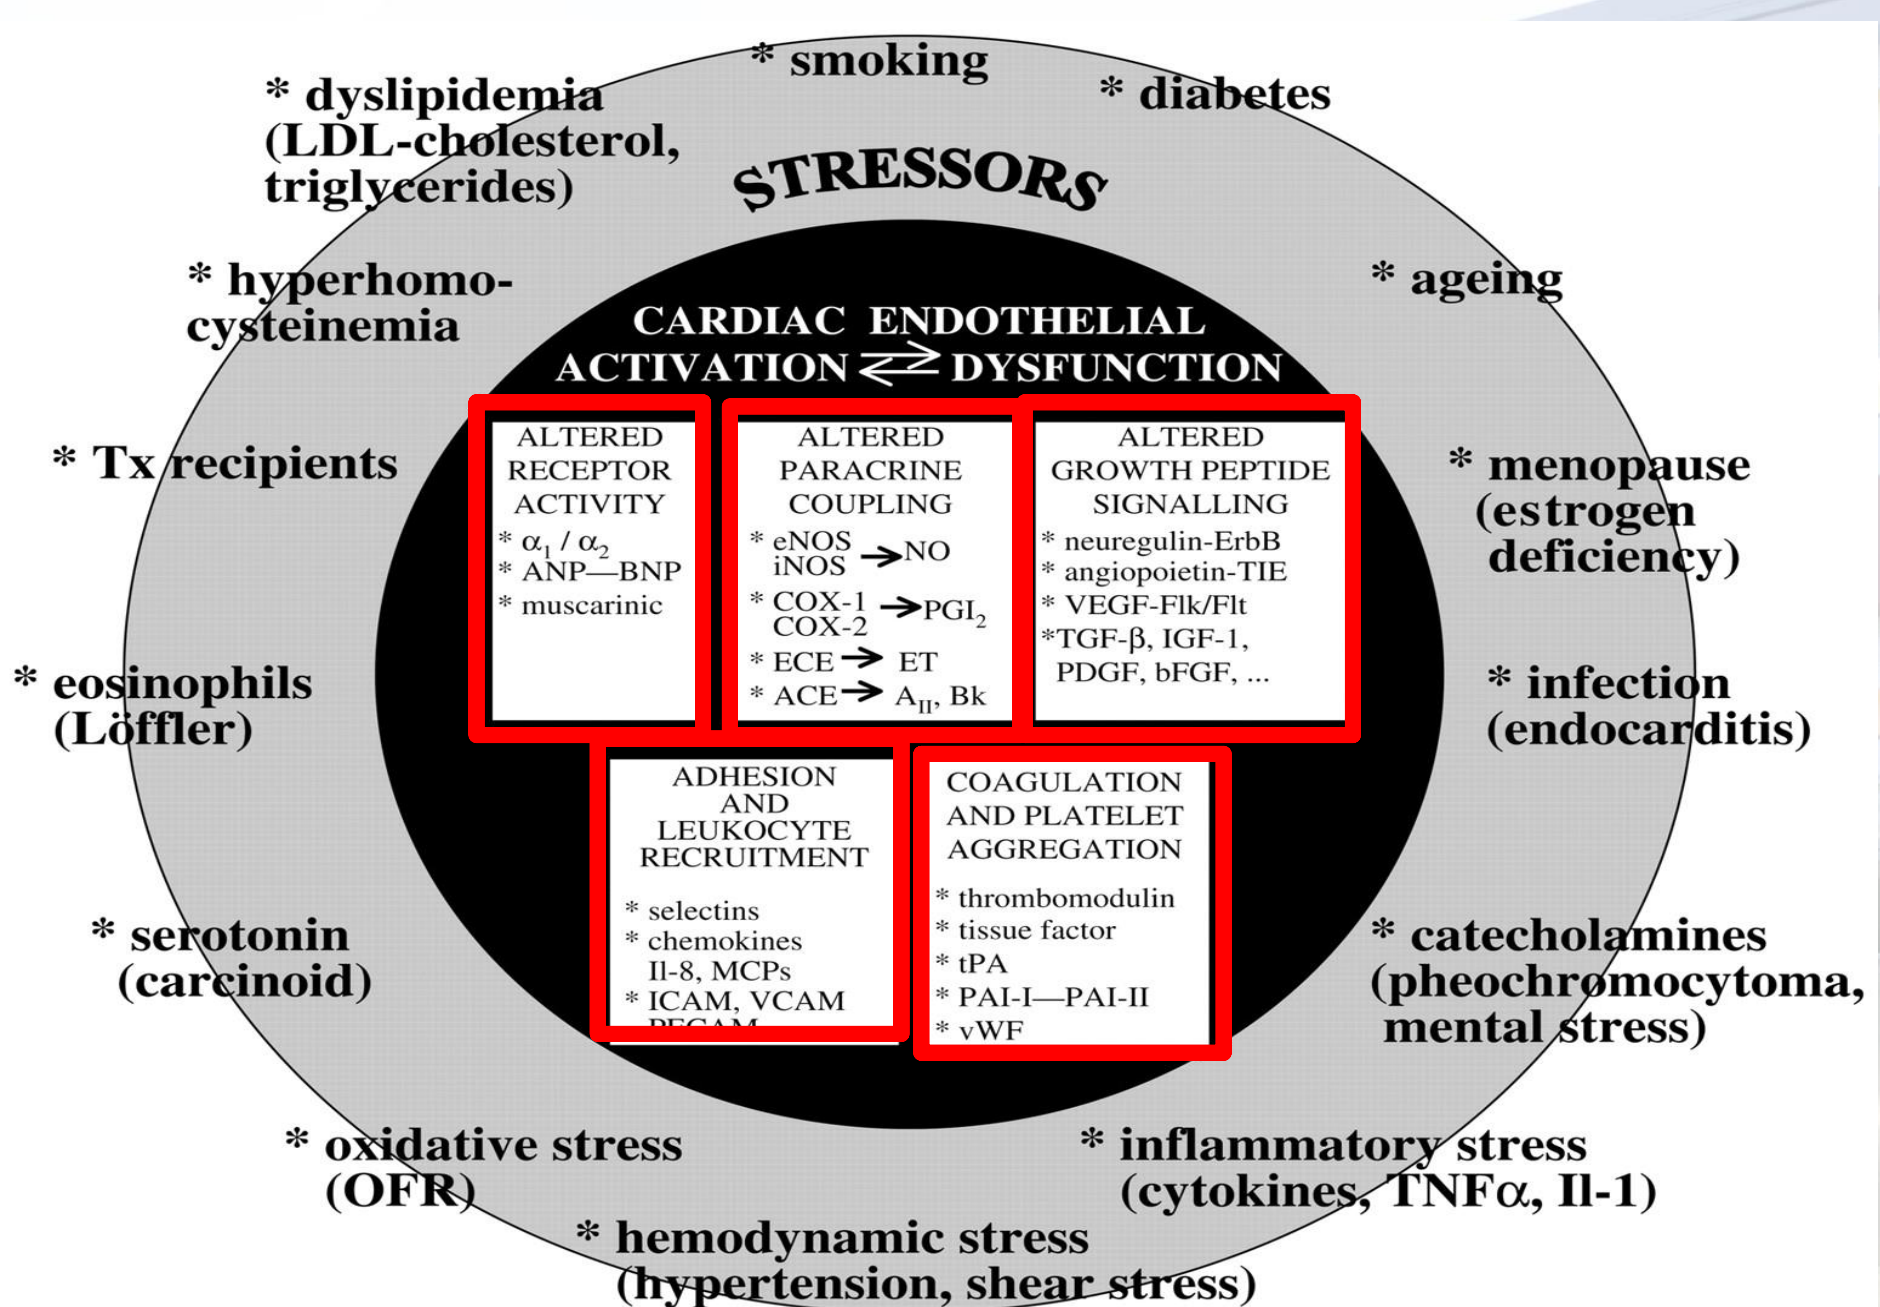 * smoking
* diabetes
* dyslipidemia
(LDL-cholesterol,
triglycerides)
STRESSORS
* hyperhomo-
cysteinemia
* ageing
CARDIAC ENDOTHELIAL
ACTIVATION ⇄ DYSFUNCTION
* Tx recipients
* menopause
(estrogen
deficiency)
ALTERED
RECEPTOR
ACTIVITY
* α1 / α2
* ANP—BNP
* muscarinic
ALTERED
PARACRINE
COUPLING
* eNOS
iNOS → NO
* COX-1
COX-2 → PGI2
* ECE → ET
* ACE → AII, Bk
ALTERED
GROWTH PEPTIDE
SIGNALLING
* neuregulin-ErbB
* angiopoietin-TIE
* VEGF-Flk/Flt
*TGF-β, IGF-1,
PDGF, bFGF, ...
* eosinophils
(Löffler)
* infection
(endocarditis)
ADHESION
AND
LEUKOCYTE
RECRUITMENT
* selectins
* chemokines
Il-8, MCPs
* ICAM, VCAM
PECAM
COAGULATION
AND PLATELET
AGGREGATION
* thrombomodulin
* tissue factor
* tPA
* PAI-I—PAI-II
* vWF
* serotonin
(carcinoid)
* catecholamines
(pheochromocytoma,
mental stress)
* oxidative stress
(OFR)
* inflammatory stress
(cytokines, TNFα, Il-1)
* hemodynamic stress
(hypertension, shear stress)